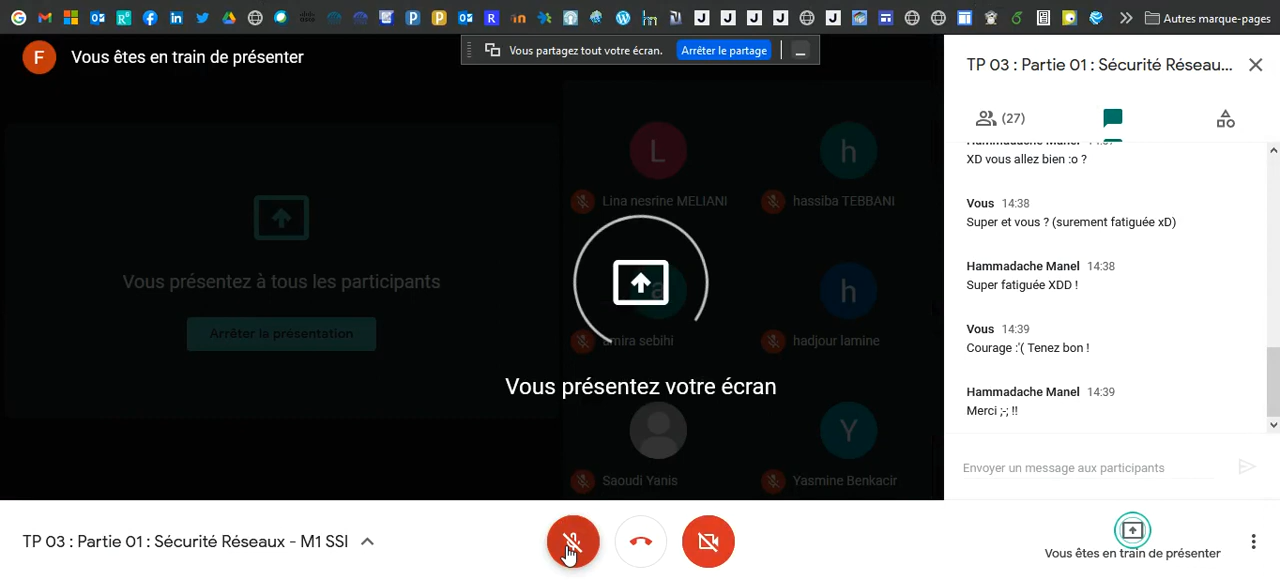 Autres marque-pages
F Vous êtes en train de présenter
Vous partagez tout votre écran. Arrêter le partage
TP 03 : Partie 01 : Sécurité Réseau...
(27)
Vous présentez à tous les participants
Arrêter la présentation
L
Lina nesrine MELIANI
h
hassiba TEBBANI
a
amira sebihi
h
hadjour lamine
Saoudi Yanis
Y
Yasmine Benkacir
Vous présentez votre écran
Hammadache Manel 14:37
XD vous allez bien :o ?
Vous 14:38
Super et vous ? (surement fatiguée xD)
Hammadache Manel 14:38
Super fatiguée XDD !
Vous 14:39
Courage :'( Tenez bon !
Hammadache Manel 14:39
Merci ;-; !!
Envoyer un message aux participants
TP 03 : Partie 01 : Sécurité Réseaux - M1 SSI
Vous êtes en train de présenter